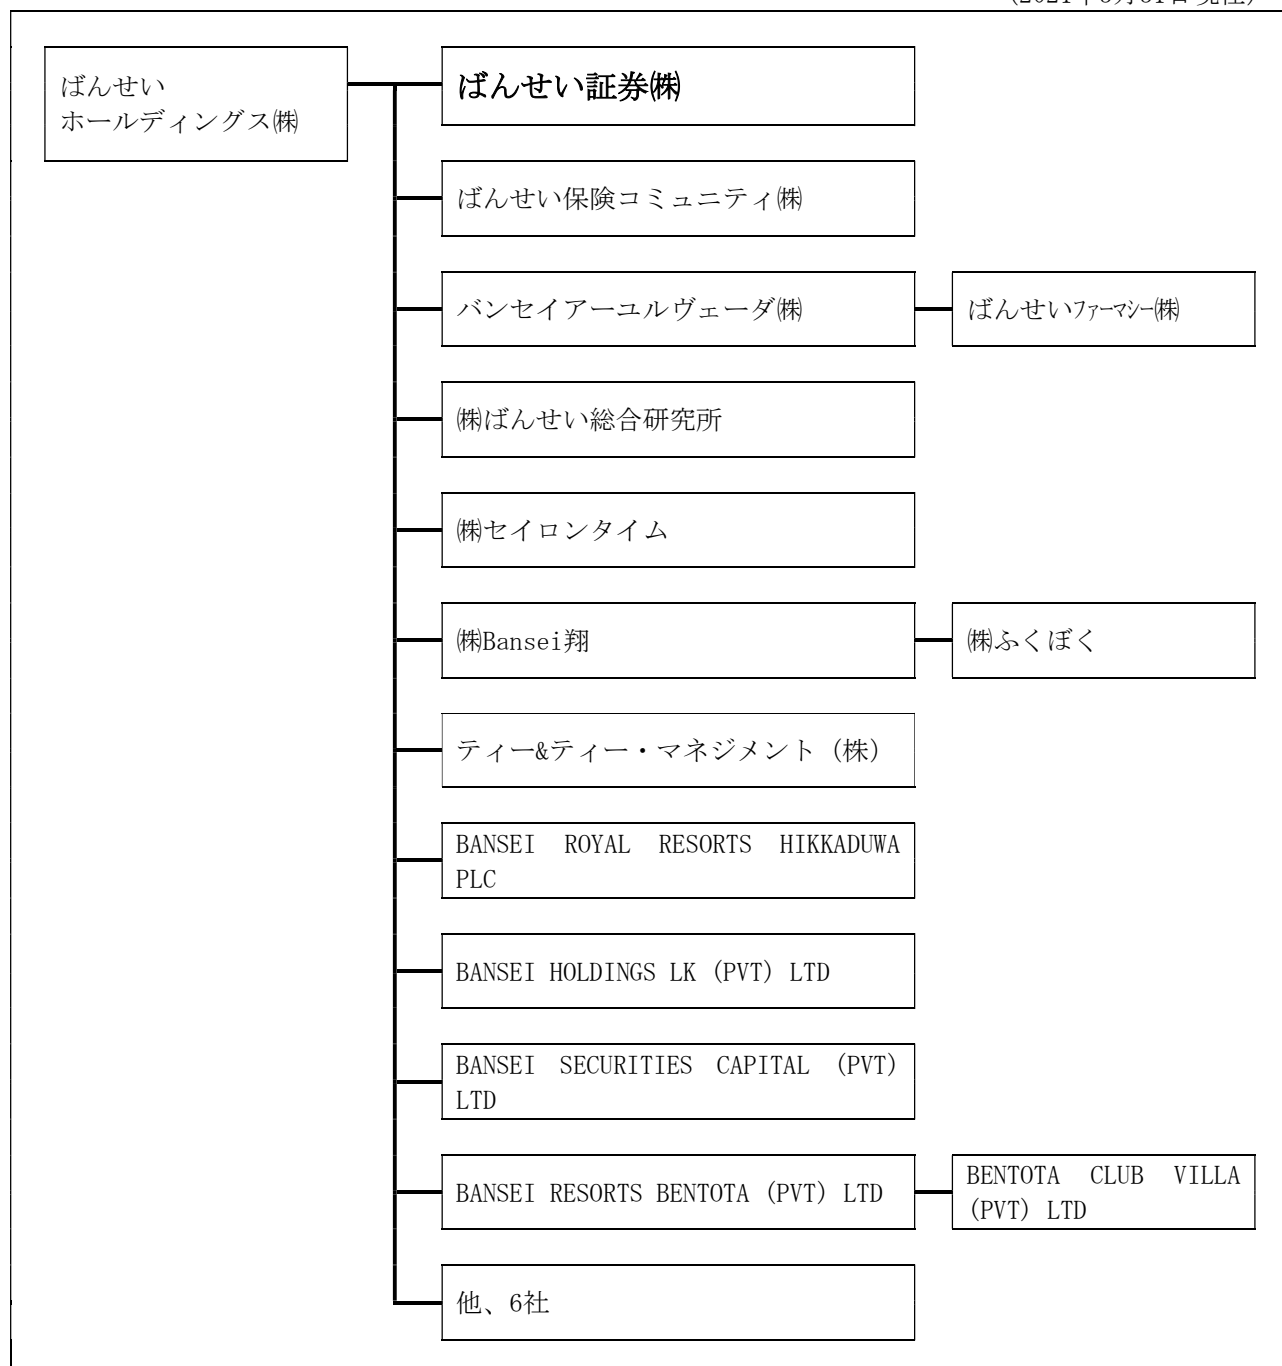 ばんせい
ホールディングス㈱
ばんせい証券㈱
ばんせい保険コミュニティ㈱
バンセイアーユルヴェーダ㈱
ばんせいﾌｧｰﾏｼｰ㈱
㈱ばんせい総合研究所
㈱セイロンタイム
㈱Bansei翔
㈱ふくぼく
ティー&ティー・マネジメント（株）
BANSEI ROYAL RESORTS HIKKADUWA
PLC
BANSEI HOLDINGS LK (PVT) LTD
BANSEI SECURITIES CAPITAL (PVT)
LTD
BANSEI RESORTS BENTOTA (PVT) LTD
BENTOTA CLUB VILLA
(PVT) LTD
他、6社